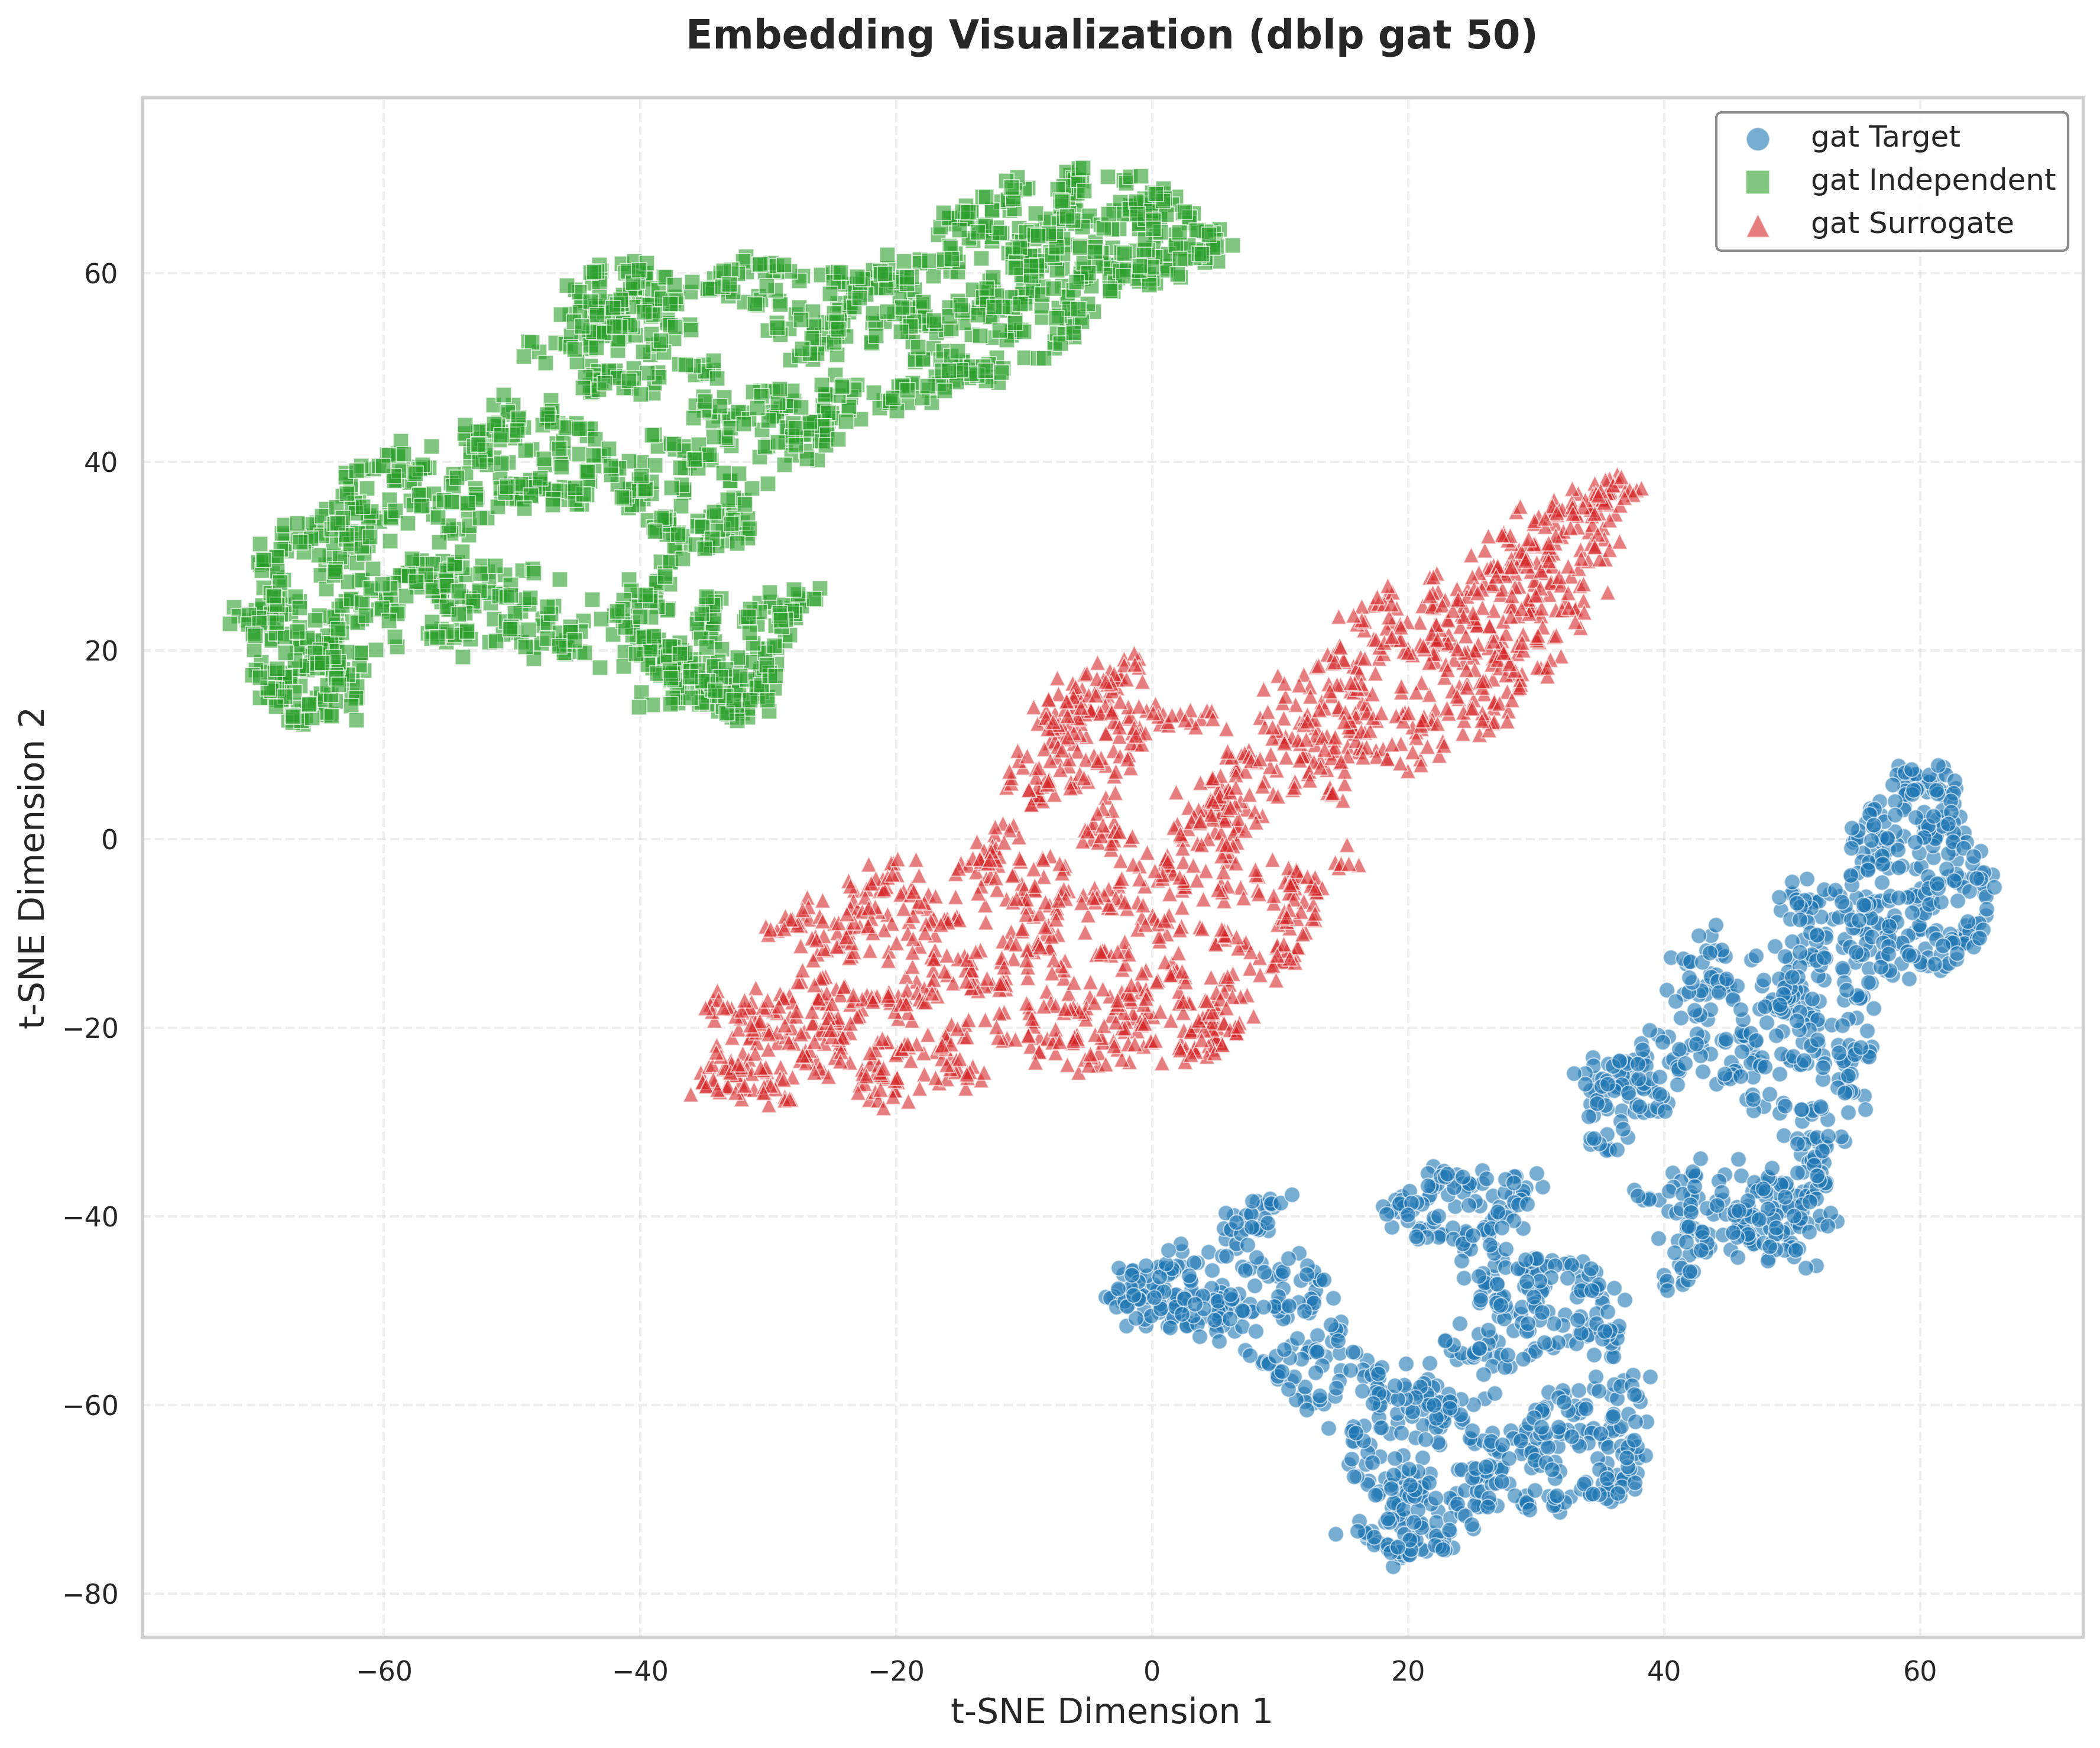 Embedding Visualization (dblp gat 50)
gat Target
gat Independent
gat Surrogate
60
40
20
0
−20
−40
−60
−80
t-SNE Dimension 2
−60
−40
−20
0
20
40
60
t-SNE Dimension 1